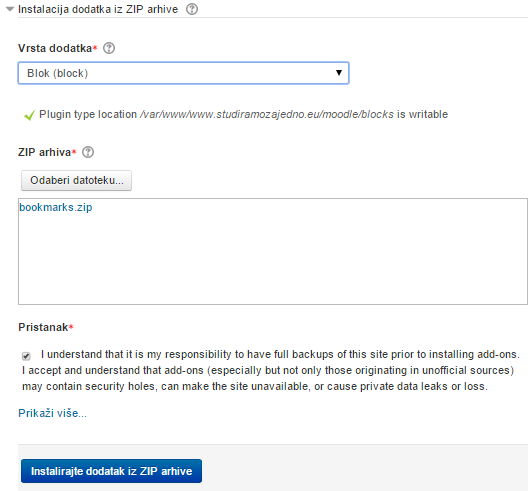 Instalacija dodatka iz ZIP arhive
Vrsta dodatka*
Blok (block)
Plugin type location /var/www/www.studiramozajedno.eu/moodle/blocks is writable
ZIP arhiva*
Odaberi datoteku...
bookmarks.zip
Pristanak*
I understand that it is my responsibility to have full backups of this site prior to installing add-ons.
I accept and understand that add-ons (especially but not only those originating in unofficial sources)
may contain security holes, can make the site unavailable, or cause private data leaks or loss.
Prikaži više...
Instalirajte dodatak iz ZIP arhive